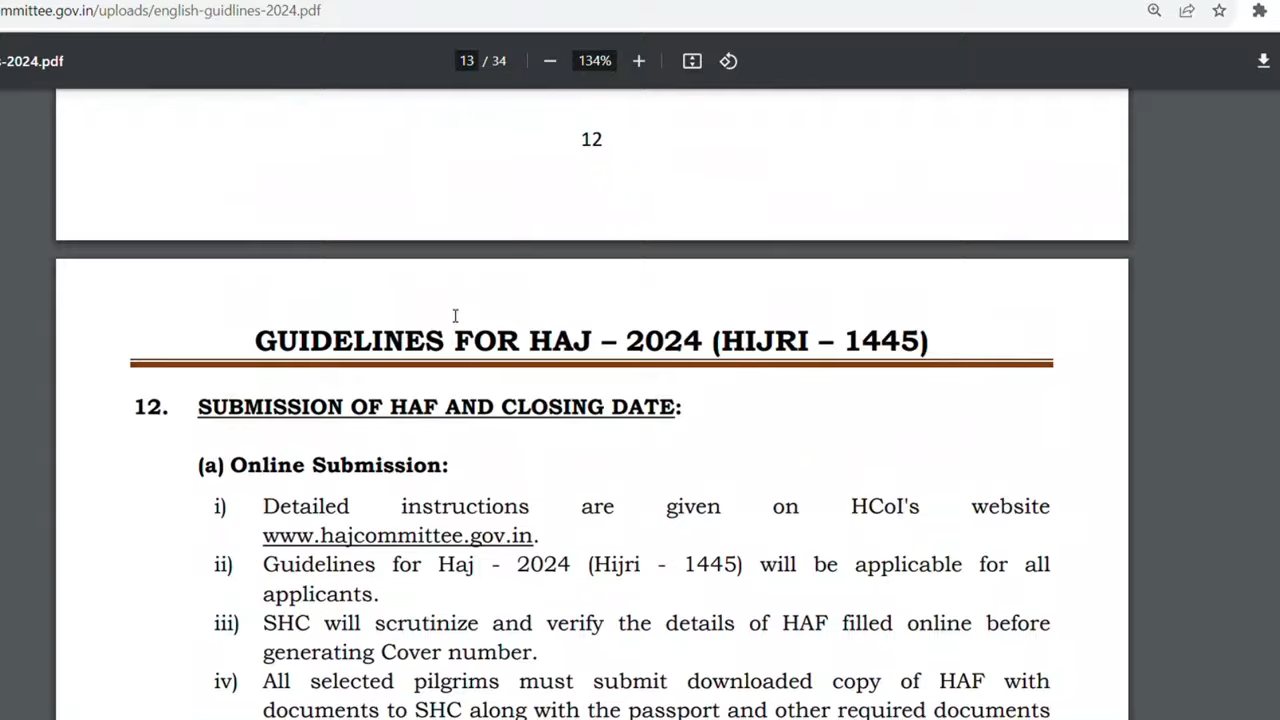 mmittee.gov.in/uploads/english-guidlines-2024.pdf
-2024.pdf
13 / 34
134%
12
GUIDELINES FOR HAJ – 2024 (HIJRI – 1445)
12. SUBMISSION OF HAF AND CLOSING DATE:
(a) Online Submission:
i) Detailed instructions are given on HCoI's website
www.hajcommittee.gov.in.
ii) Guidelines for Haj - 2024 (Hijri - 1445) will be applicable for all
applicants.
iii) SHC will scrutinize and verify the details of HAF filled online before
generating Cover number.
iv) All selected pilgrims must submit downloaded copy of HAF with
documents to SHC along with the passport and other required documents